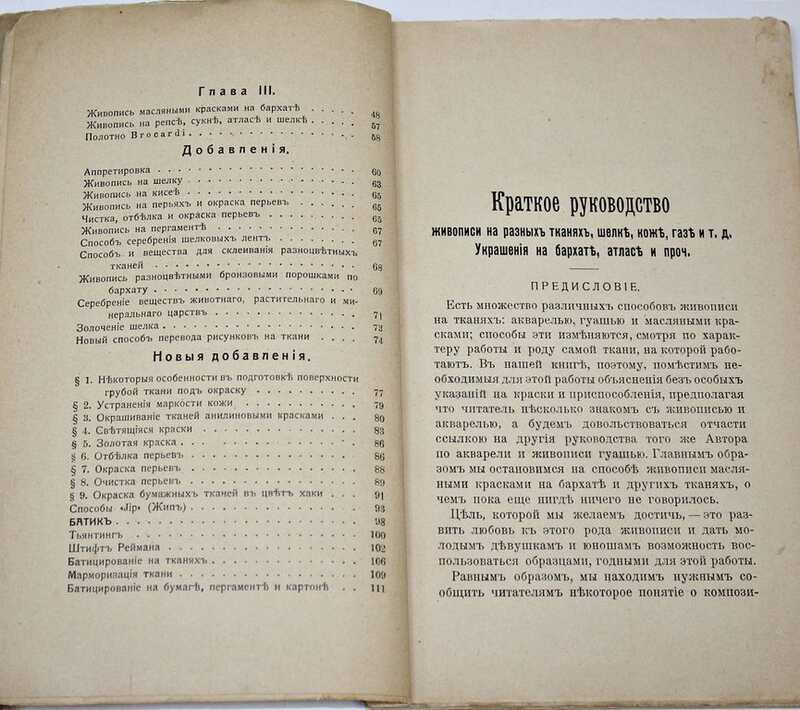 Глава III.
Живопись масляными красками на бархатѣ . . . . . 48
Живопись на репсѣ, сукнѣ, атласѣ и шелкѣ . . . . . 57
Полотно Brocardi . . . . . . . . . . . . . . . 58
Добавленія.
Аппретировка . . . . . . . . . . . . . . . . . 60
Живопись на шелку . . . . . . . . . . . . . . . 63
Живопись на кисеѣ . . . . . . . . . . . . . . . 65
Живопись на перьяхъ и окраска перьевъ . . . . . . 65
Чистка, отбѣлка и окраска перьевъ . . . . . . . . . 65
Живопись на пергаментѣ . . . . . . . . . . . . . 67
Способъ серебренія шелковыхъ лентъ . . . . . . . . 67
Способъ и вещества для склеиванія разноцвѣтныхъ
тканей . . . . . . . . . . . . . . . . . . 68
Живопись разноцвѣтными бронзовыми порошками по
бархату . . . . . . . . . . . . . . . . . . 69
Серебреніе веществъ животнаго, растительнаго и ми-
неральнаго царствъ . . . . . . . . . . . . . 71
Золоченіе шелка . . . . . . . . . . . . . . . . . 73
Новый способъ перевода рисунковъ на ткани . . . . 74
Новыя добавленія.
§ 1. Нѣкоторыя особенности въ подготовкѣ поверхности
грубой ткани подъ окраску . . . . . . . . . . 77
§ 2. Устраненія маркости кожи . . . . . . . . . . . 79
§ 3. Окрашиваніе тканей анилиновыми красками . . . 80
§ 4. Свѣтящіяся краски . . . . . . . . . . . . . . 83
§ 5. Золотая краска . . . . . . . . . . . . . . . . 86
§ 6. Отбѣлка перьевъ . . . . . . . . . . . . . . . 86
§ 7. Окраска перьевъ . . . . . . . . . . . . . . . 88
§ 8. Очистка перьевъ . . . . . . . . . . . . . . . 89
§ 9. Окраска бумажныхъ тканей въ цвѣтъ хаки . . . 91
Способы «Jip» (Жипъ) . . . . . . . . . . . . . . . 93
БАТИКЪ . . . . . . . . . . . . . . . . . . . . . 98
Тьянтингъ . . . . . . . . . . . . . . . . . . . 100
Штифтъ Реймана . . . . . . . . . . . . . . . . . 102
Батицированіе на тканяхъ . . . . . . . . . . . . . 106
Марморизація ткани . . . . . . . . . . . . . . . . 109
Батицированіе на бумагѣ, пергаментѣ и картонѣ . . 111
Краткое руководство
живописи на разныхъ тканяхъ, шелкѣ, кожѣ, газѣ и т. д.
Украшенія на бархатѣ, атласѣ и проч.
ПРЕДИСЛОВІЕ.
Есть множество различныхъ способовъ живописи
на тканяхъ: акварелью, гуашью и масляными кра-
сками; способы эти измѣняются, смотря по харак-
теру работы и роду самой ткани, на которой рабо-
таютъ. Въ нашей книгѣ, поэтому, помѣстимъ не-
обходимыя для этой работы объясненія безъ особыхъ
указаній на краски и приспособленія, предполагая
что читатель нѣсколько знакомъ съ живописью и
акварелью, а будемъ довольствоваться отчасти
ссылкою на другія руководства того же Автора
по акварели и живописи гуашью. Главнымъ обра-
зомъ мы остановимся на способѣ живописи масля-
ными красками на бархатѣ и другихъ тканяхъ, о
чемъ пока еще нигдѣ ничего не говорилось.
Цѣль, которой мы желаемъ достичь, — это раз-
вить любовь къ этого рода живописи и дать мо-
лодымъ дѣвушкамъ и юношамъ возможность вос-
пользоваться образцами, годными для этой работы.
Равнымъ образомъ, мы находимъ нужнымъ со-
общить читателямъ нѣкоторое понятіе о компози-